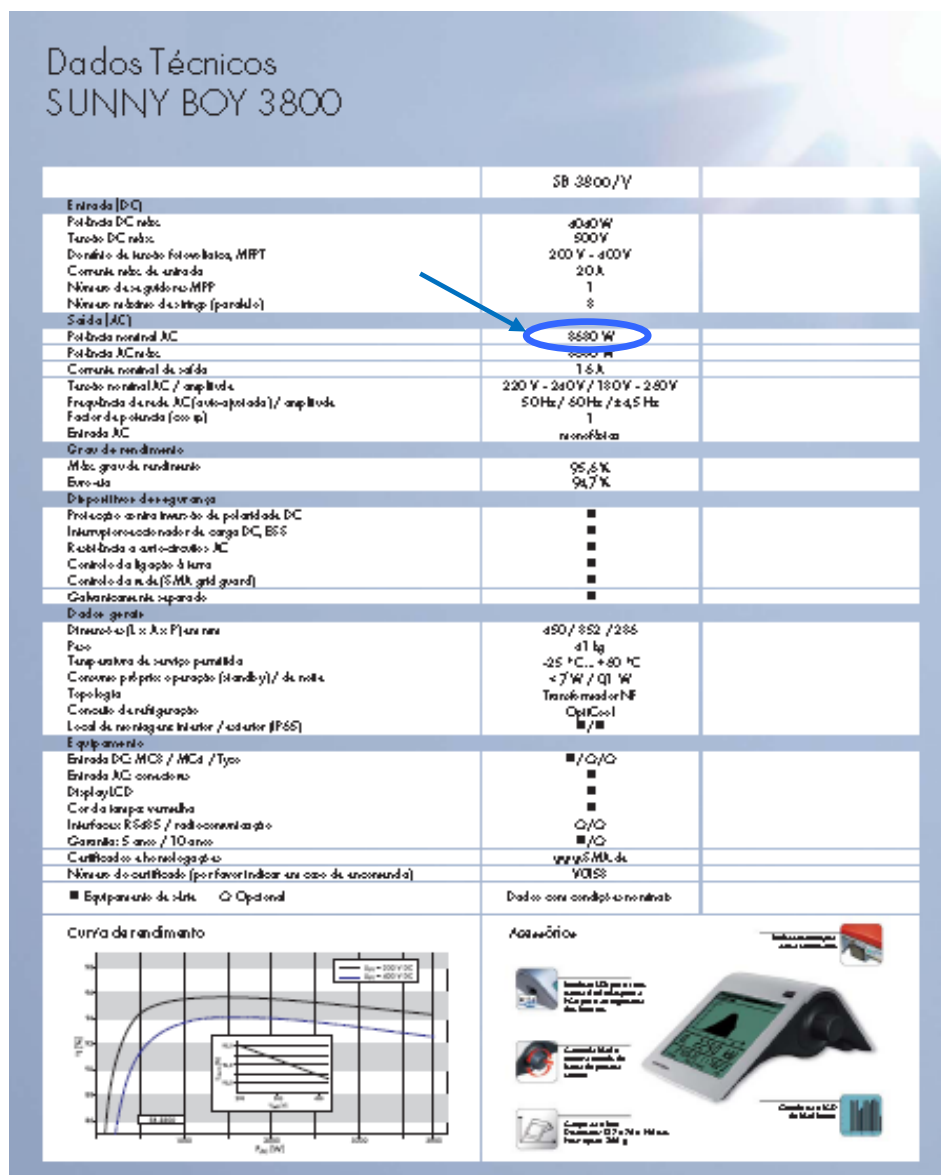 Dados Técnicos
SUNNY BOY 3800
SB 3800/V
Entrada (DC)
Potência DC máx. 4040 W
Tensão DC máx. 500 V
Domínio de tensão fotovoltaica, MPPT 200 V - 400 V
Corrente máx. de entrada 20 A
Número de seguidores MPP 1
Número máximo de strings (paralelo) 3
Saída (AC)
Potência nominal AC 3680 W
Potência AC máx.
Corrente nominal de saída 16 A
Tensão nominal AC / amplitude 220 V - 240 V / 180 V - 260 V
Frequência de rede AC (auto-ajustada) / amplitude 50 Hz / 60 Hz / ±4,5 Hz
Factor de potencia (cos φ) 1
Entrada AC monofásica
Grau de rendimento
Máx. grau de rendimento 95,6 %
Euro-eta 94,7 %
Dispositivos de segurança
Protecção contra inversão de polaridade DC ■
Interruptor-seccionador de carga DC, ESS ■
Resistência a curto-circuitos AC ■
Controlo da ligação à terra ■
Controlo da rede (SMA grid guard) ■
Galvanicamente separado ■
Dados gerais
Dimensões (L x A x P) em mm 450 / 352 / 236
Peso 41 kg
Temperatura de serviço permitida -25 °C... +60 °C
Consumo próprio: operação (standby) / de noite < 7 W / 0,1 W
Topologia Transformador NF
Conceito de refrigeração OptiCool
Local de montagem: interior / exterior (IP65) ■/■
Equipamento
Entrada DC: MC3 / MC4 / Tyco ■/○/○
Entrada AC: conectores ■
Display LCD ■
Cor da tampa: vermelha ■
Interfaces: RS485 / radiocomunicação ○/○
Garantia: 5 anos / 10 anos ■/○
Certificados e homologações www.SMA.de
Número do certificado (por favor indicar em caso de encomenda)
■ Equipamento de série ○ Opcional Dados com condições nominais
Curva de rendimento
Acessórios
SB 3800